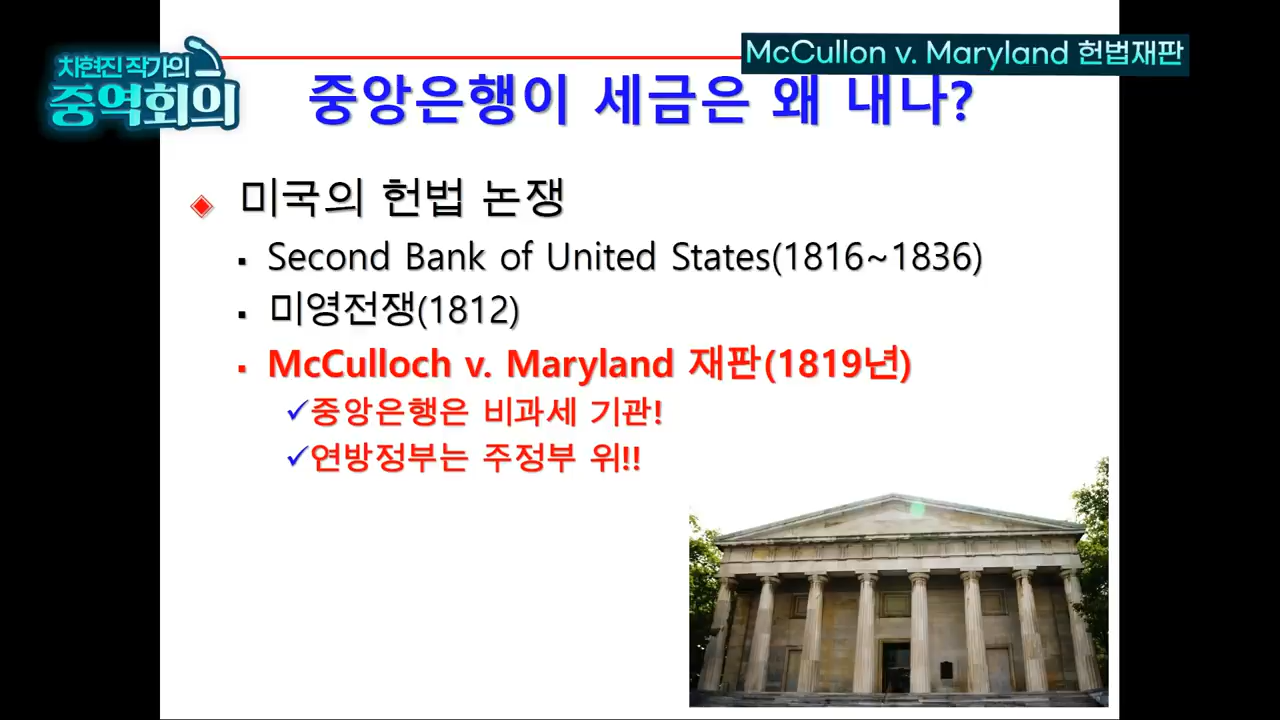 차현진 작가의
중역회의
McCullon v. Maryland 헌법재판
중앙은행이 세금은 왜 내나?
미국의 헌법 논쟁
Second Bank of United States(1816~1836)
미영전쟁(1812)
McCulloch v. Maryland 재판(1819년)
✓중앙은행은 비과세 기관!
✓연방정부는 주정부 위!!